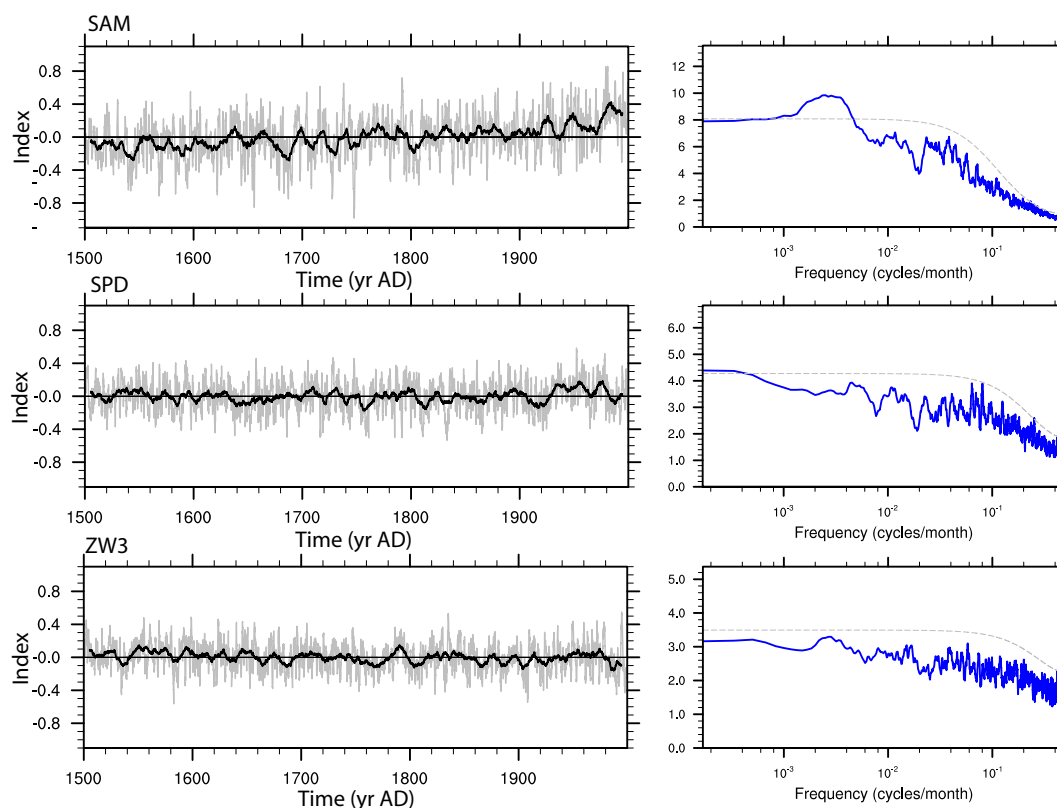 SAM
Index
0.8
0.4
-0.0
-0.4
-0.8
-
-
1500 1600 1700 1800 1900
Time (yr AD)
12
10
8
6
4
2
0
10-3 10-2 10-1
Frequency (cycles/month)
SPD
Index
0.8
0.4
-0.0
-0.4
-0.8
1500 1600 1700 1800 1900
Time (yr AD)
6.0
5.0
4.0
3.0
2.0
1.0
0.0
10-3 10-2 10-1
Frequency (cycles/month)
ZW3
Index
0.8
0.4
-0.0
-0.4
-0.8
1500 1600 1700 1800 1900
Time (yr AD)
5.0
4.0
3.0
2.0
1.0
0.0
10-3 10-2 10-1
Frequency (cycles/month)